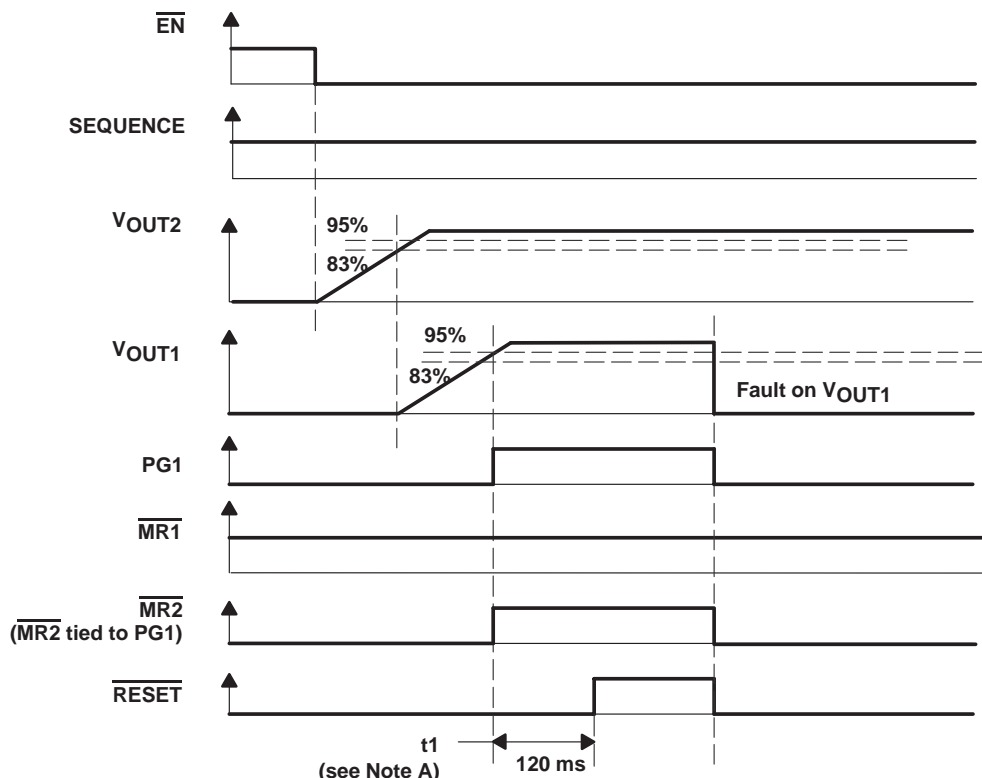 EN
SEQUENCE
VOUT2
95%
83%
VOUT1
95%
83%
Fault on VOUT1
PG1
MR1
MR2
(MR2 tied to PG1)
RESET
t1
(see Note A)
120 ms